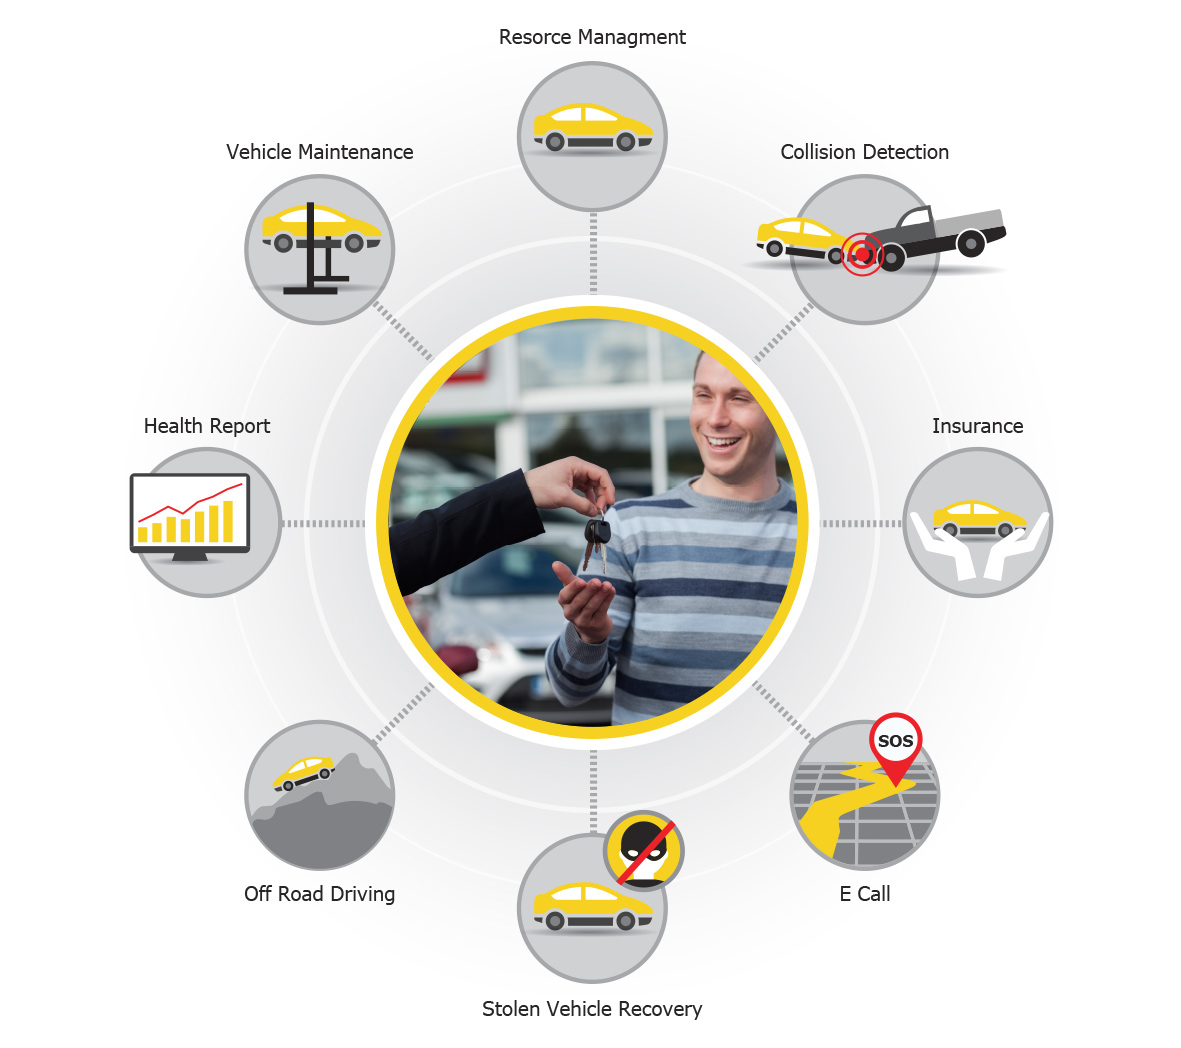 Resorce Managment
Vehicle Maintenance
Collision Detection
Health Report
Insurance
SOS
Off Road Driving
E Call
Stolen Vehicle Recovery